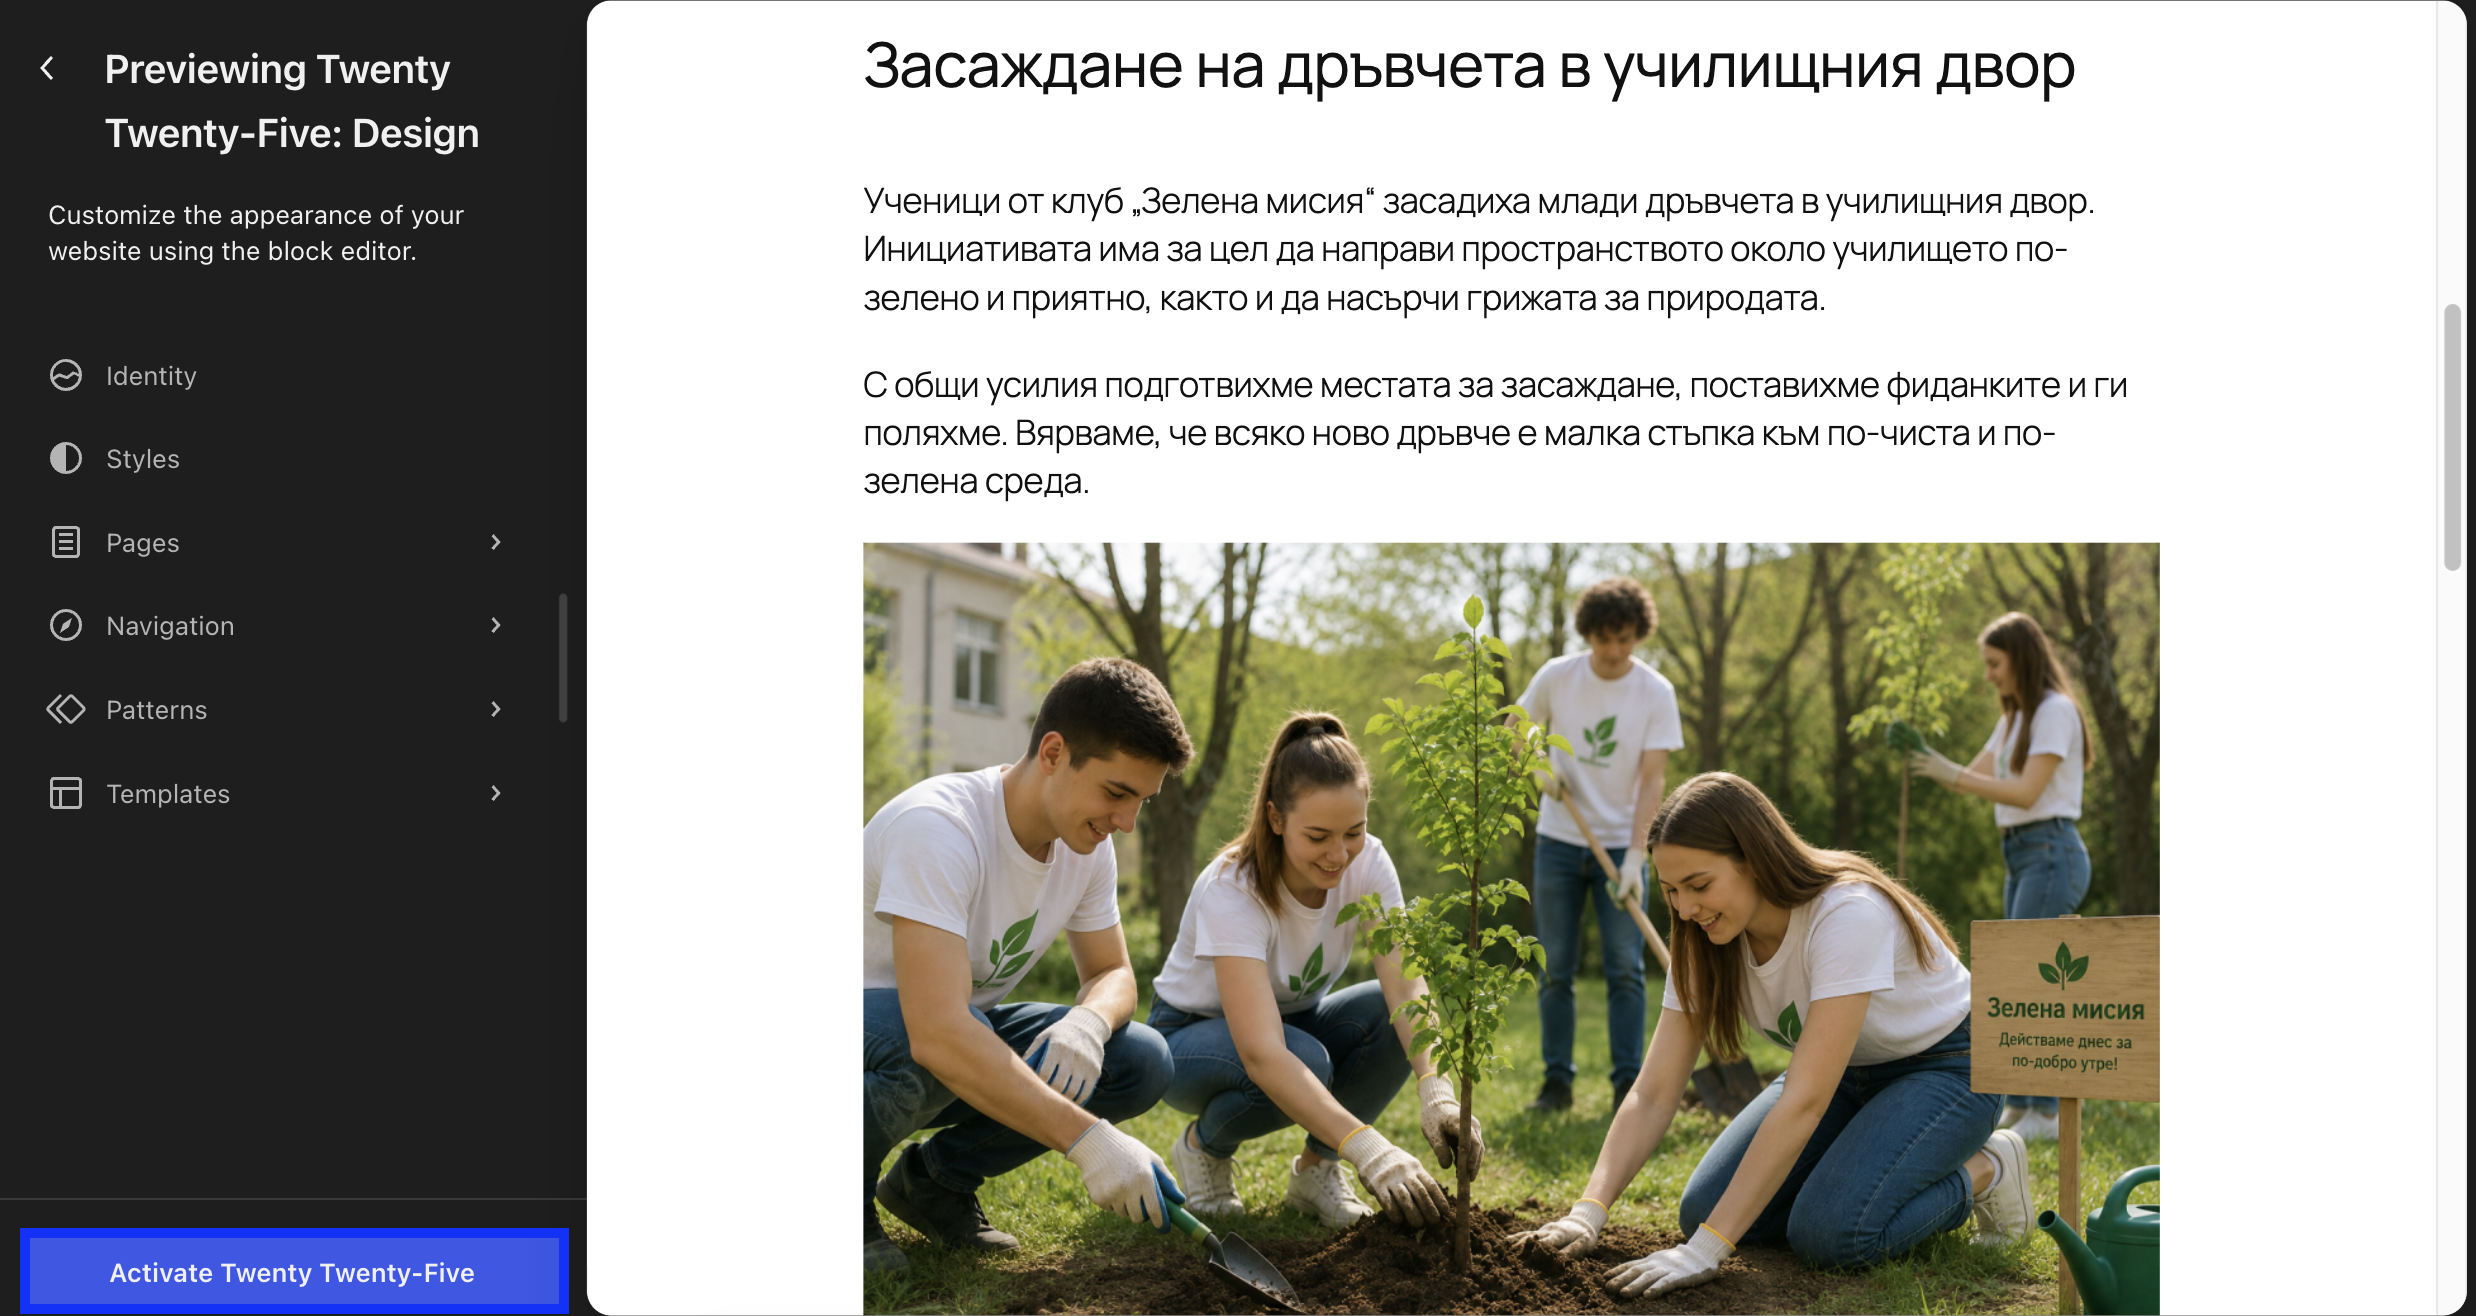 Previewing Twenty
Twenty-Five: Design
Customize the appearance of your
website using the block editor.
Identity
Styles
Pages
Navigation
Patterns
Templates
Activate Twenty Twenty-Five
Засаждане на дръвчета в училищния двор
Ученици от клуб „Зелена мисия“ засадиха млади дръвчета в училищния двор.
Инициативата има за цел да направи пространството около училището по-
зелено и приятно, както и да насърчи грижата за природата.
С общи усилия подготвихме местата за засаждане, поставихме фиданките и ги
поляхме. Вярваме, че всяко ново дръвче е малка стъпка към по-чиста и по-
зелена среда.
Зелена мисия
Действаме днес за
по-добро утре!